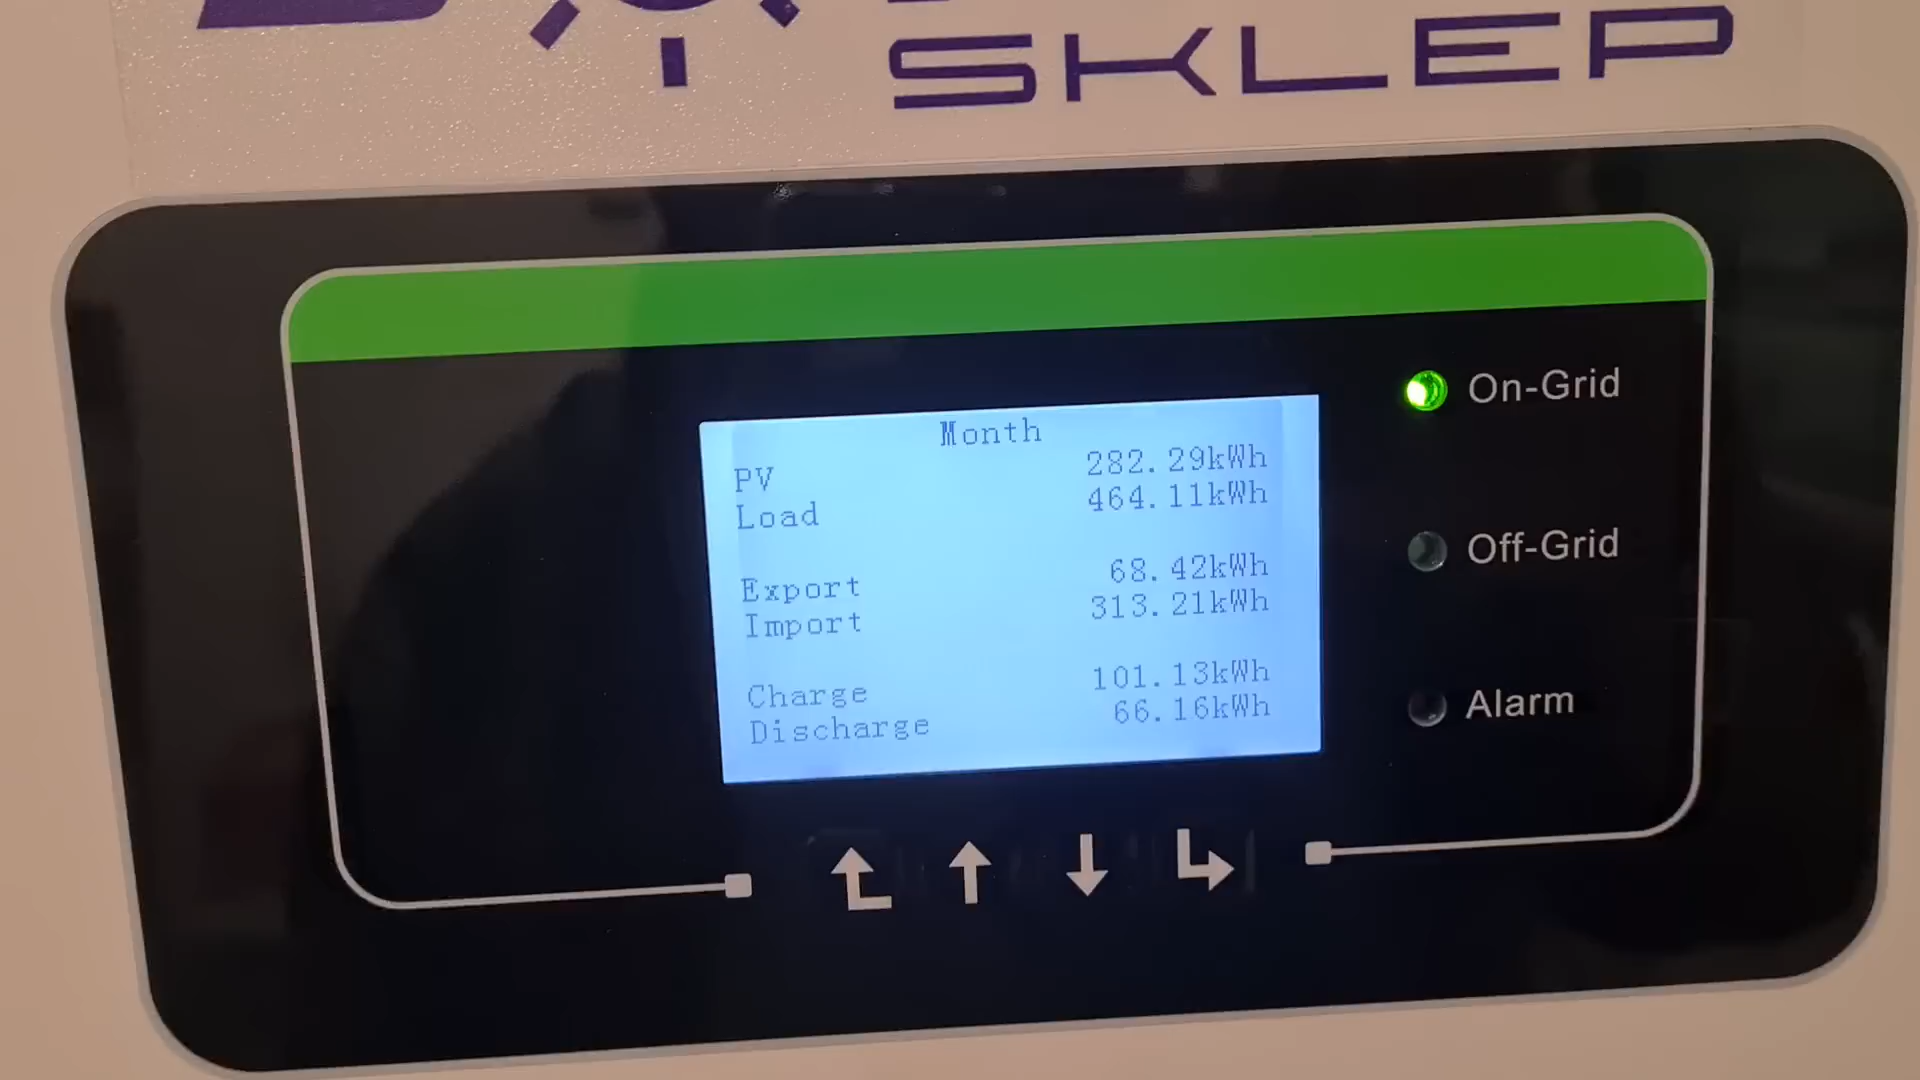 SKLEP
Month
PV 282.29kWh
Load 464.11kWh
Export 68.42kWh
Import 313.21kWh
Charge 101.13kWh
Discharge 66.16kWh
On-Grid
Off-Grid
Alarm